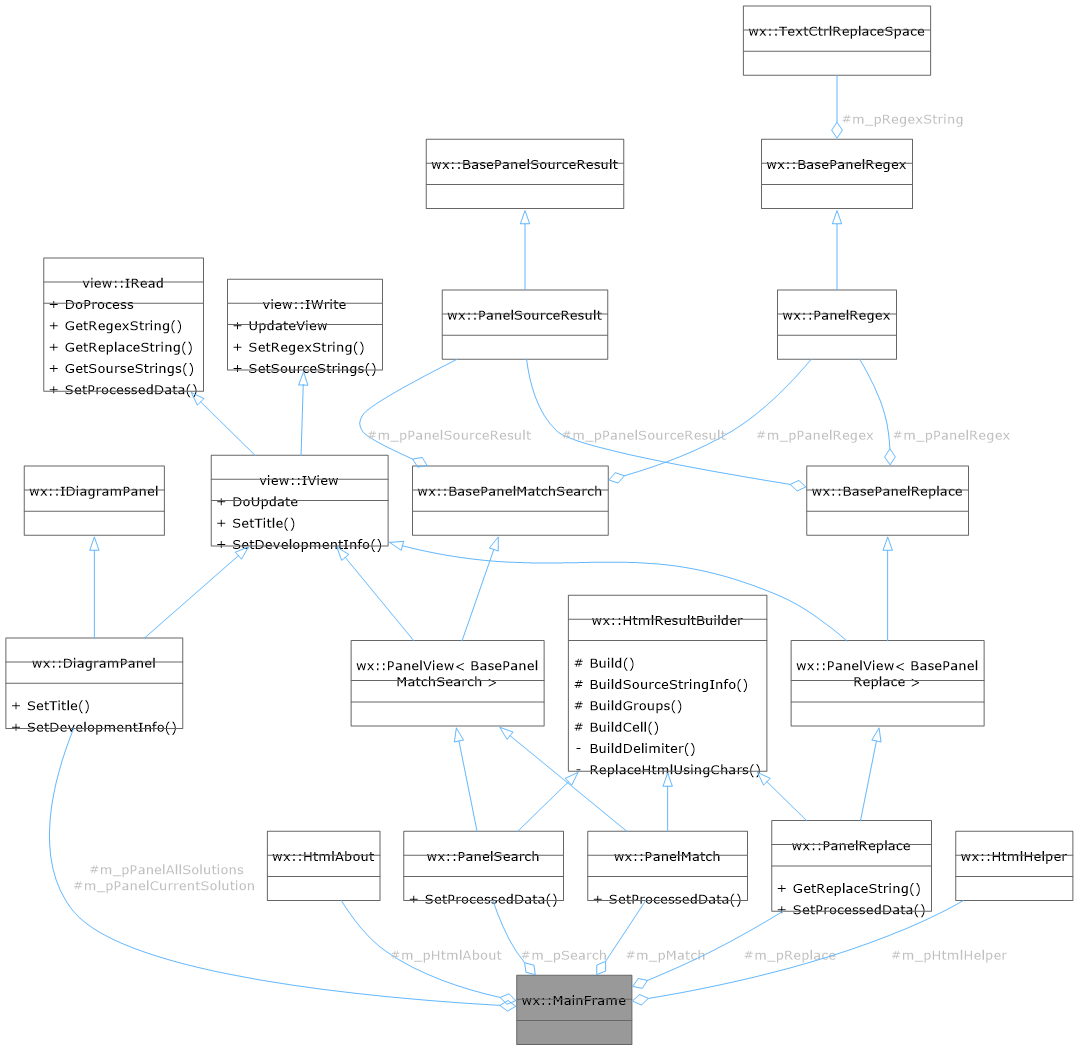 wx::TextCtrlReplaceSpace
#m_pRegexString
wx::BasePanelSourceResult
wx::BasePanelRegex
view::IRead
+ DoProcess
+ GetRegexString()
+ GetReplaceString()
+ GetSourseStrings()
+ SetProcessedData()
view::IWrite
+ UpdateView
+ SetRegexString()
+ SetSourceStrings()
wx::PanelSourceResult
wx::PanelRegex
#m_pPanelSourceResult
#m_pPanelSourceResult
#m_pPanelRegex
#m_pPanelRegex
wx::IDiagramPanel
view::IView
+ DoUpdate
+ SetTitle()
+ SetDevelopmentInfo()
wx::BasePanelMatchSearch
wx::BasePanelReplace
wx::DiagramPanel
+ SetTitle()
+ SetDevelopmentInfo()
wx::PanelView< BasePanel
MatchSearch >
wx::HtmlResultBuilder
# Build()
# BuildSourceStringInfo()
# BuildGroups()
# BuildCell()
- BuildDelimiter()
- ReplaceHtmlUsingChars()
wx::PanelView< BasePanel
Replace >
#m_pPanelAllSolutions
#m_pPanelCurrentSolution
wx::HtmlAbout
wx::PanelSearch
+ SetProcessedData()
wx::PanelMatch
+ SetProcessedData()
wx::PanelReplace
+ GetReplaceString()
+ SetProcessedData()
wx::HtmlHelper
#m_pHtmlAbout
#m_pSearch
#m_pMatch
#m_pReplace
#m_pHtmlHelper
wx::MainFrame